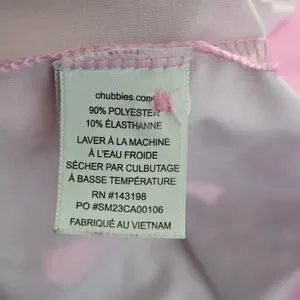 chubbies.com
90% POLYESTER
10% ÉLASTHANNE
LAVER À LA MACHINE
À L'EAU FROIDE
SÉCHER PAR CULBUTAGE
À BASSE TEMPÉRATURE
RN #143198
PO #SM23CA00106
FABRIQUÉ AU VIETNAM